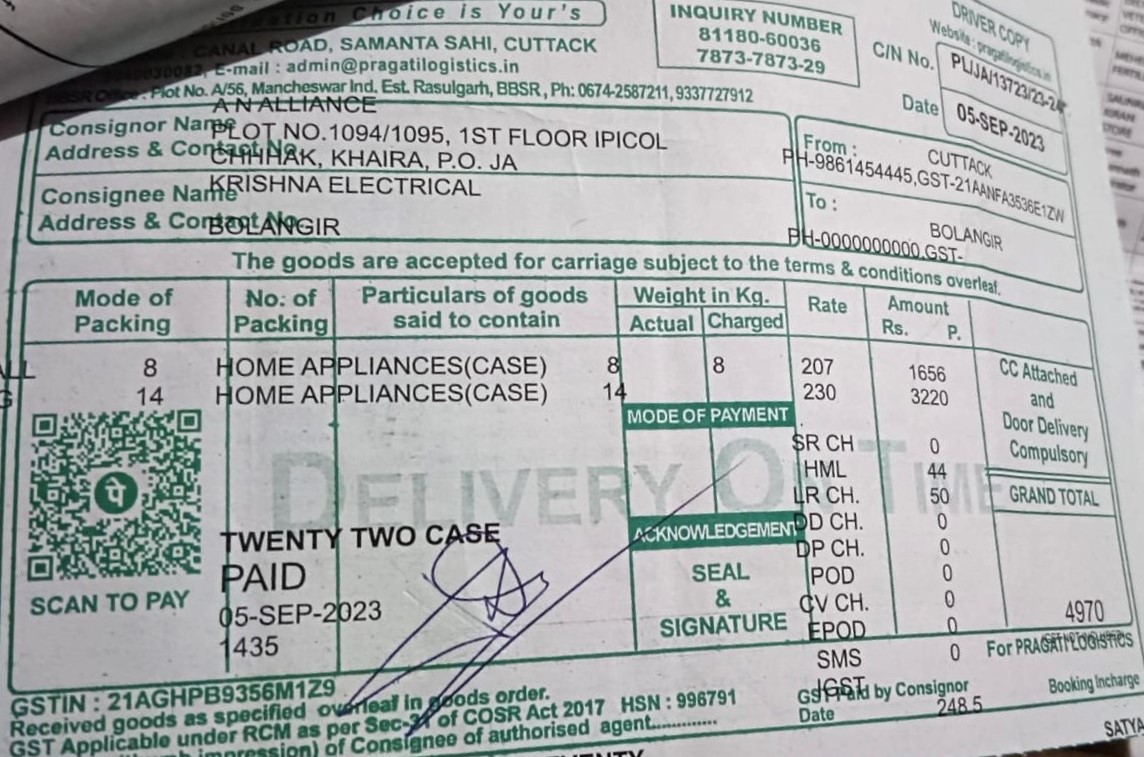 Choice is Your's
CANAL ROAD, SAMANTA SAHI, CUTTACK
E-mail : admin@pragatilogistics.in
Plot No. A/56, Mancheswar Ind. Est. Rasulgarh, BBSR, Ph: 0674-2587211, 9337727912
INQUIRY NUMBER
81180-60036
7873-7873-29
DRIVER COPY
Website : pragatilogistics.in
C/N No. PL/JA/13723/23-24
Date 05-SEP-2023
Consignor Name A N ALLIANCE
Address & Contact No. PLOT NO.1094/1095, 1ST FLOOR IPICOL
CHHHAK, KHAIRA, P.O. JA
From : CUTTACK
PH-9861454445,GST-21AANFA3536E1ZW
Consignee Name KRISHNA ELECTRICAL
Address & Contact No. BOLANGIR
To : BOLANGIR
PH-0000000000.GST-
The goods are accepted for carriage subject to the terms & conditions overleaf.
Mode of Packing No. of Packing Particulars of goods said to contain Weight in Kg. Actual Charged Rate Amount Rs. P.
8 HOME APPLIANCES(CASE) 8 8 207 1656
14 HOME APPLIANCES(CASE) 14 230 3220
CC Attached
and
Door Delivery
Compulsory
MODE OF PAYMENT
DELIVERY ON TIME
SR CH 0
HML 44
LR CH. 50
DD CH. 0
DP CH. 0
POD 0
CV CH. 0
EPOD 0
SMS 0
IGST 248.5
GRAND TOTAL
4970
ACKNOWLEDGEMENT
SEAL
&
SIGNATURE
SCAN TO PAY
TWENTY TWO CASE
PAID
05-SEP-2023
1435
For PRAGATI LOGISTICS
GSTIN : 21AGHPB9356M1Z9
Received goods as specified overleaf in goods order.
GST Applicable under RCM as per Sec- of COSR Act 2017 HSN : 996791
impression) of Consignee of authorised agent.............
GST Paid by Consignor
Date
Booking Incharge
SATYA
TWENTY